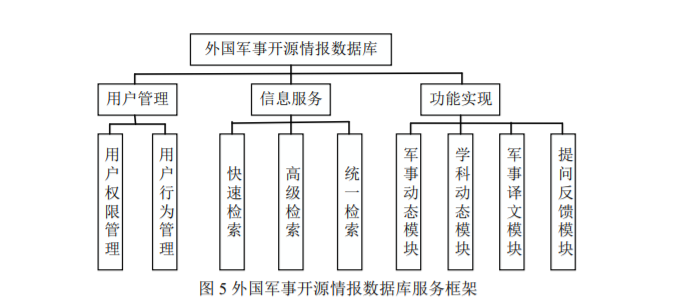 外国军事开源情报数据库
用户管理
信息服务
功能实现
用户权限管理
用户行为管理
快速检索
高级检索
统一检索
军事动态模块
学科动态模块
军事译文模块
提问反馈模块
图 5 外国军事开源情报数据库服务框架